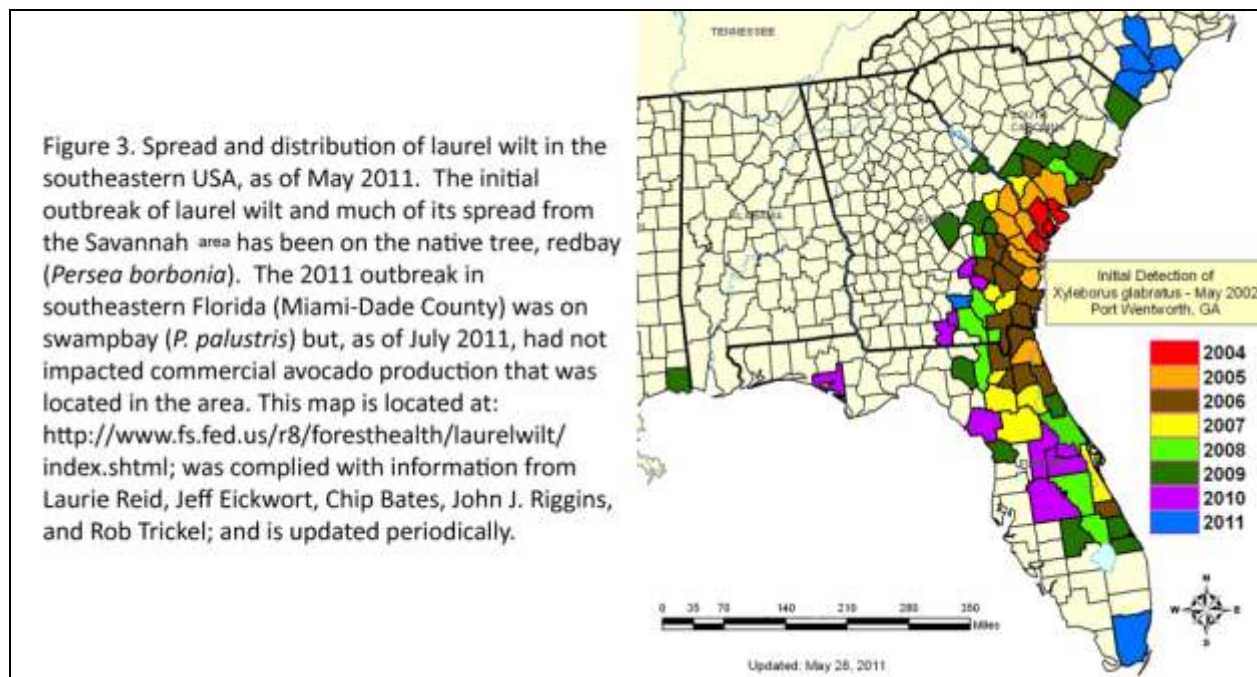 Figure 3. Spread and distribution of laurel wilt in the
southeastern USA, as of May 2011.  The initial
outbreak of laurel wilt and much of its spread from
the Savannah area has been on the native tree, redbay
(Persea borbonia).  The 2011 outbreak in
southeastern Florida (Miami-Dade County) was on
swampbay (P. palustris) but, as of July 2011, had not
impacted commercial avocado production that was
located in the area. This map is located at:
http://www.fs.fed.us/r8/foresthealth/laurelwilt/
index.shtml; was complied with information from
Laurie Reid, Jeff Eickwort, Chip Bates, John J. Riggins,
and Rob Trickel; and is updated periodically.
TENNESSEE
SOUTH
CAROLINA
ALABAMA
Initial Detection of
Xyleborus glabratus - May 2002
Port Wentworth, GA
2004
2005
2006
2007
2008
2009
2010
2011
N
W
E
S
0 35 70 140 210 280 350
Miles
Updated: May 26, 2011